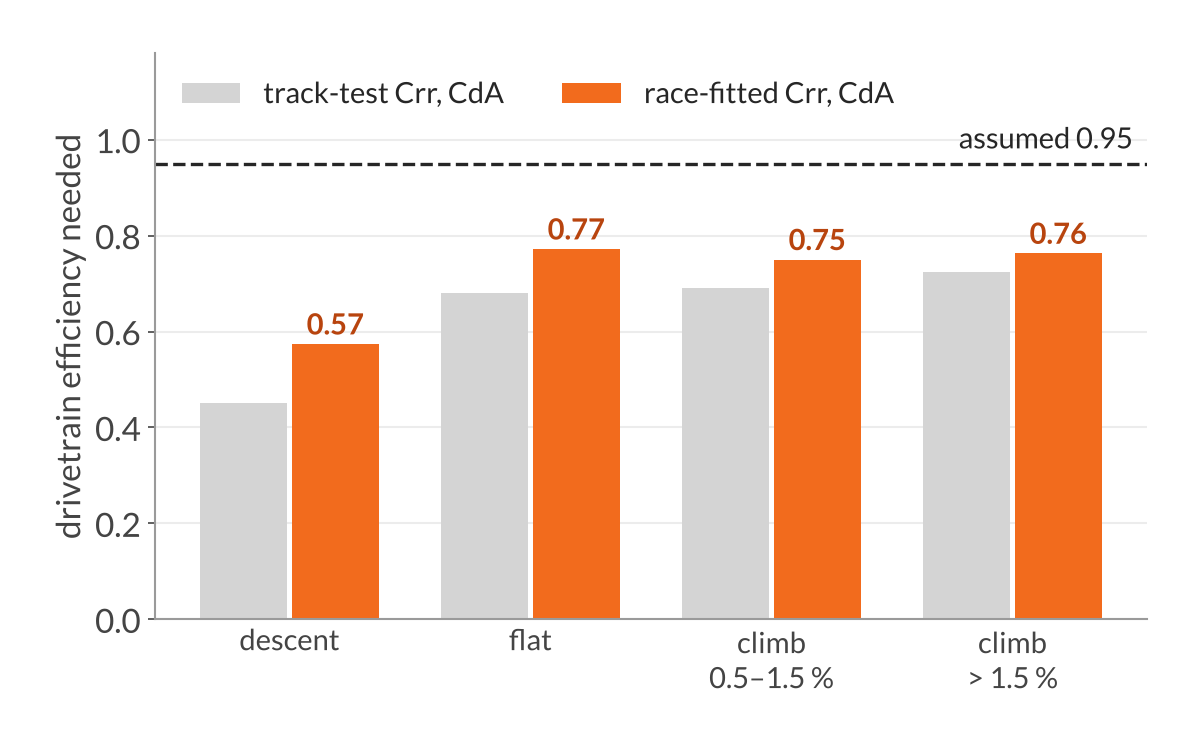 track-test Crr, CdA
race-fitted Crr, CdA
drivetrain efficiency needed
1.0
0.8
0.6
0.4
0.2
0.0
assumed 0.95
0.57
0.77
0.75
0.76
descent
flat
climb
0.5–1.5 %
climb
> 1.5 %